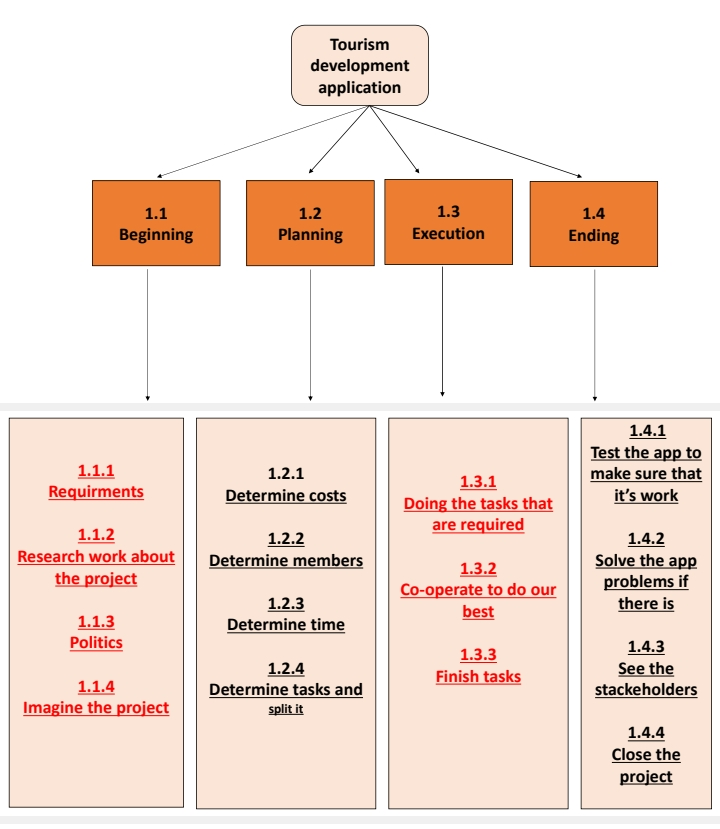 Tourism
development
application
1.1
Beginning
1.2
Planning
1.3
Execution
1.4
Ending
1.1.1
Requirments
1.1.2
Research work about
the project
1.1.3
Politics
1.1.4
Imagine the project
1.2.1
Determine costs
1.2.2
Determine members
1.2.3
Determine time
1.2.4
Determine tasks and
split it
1.3.1
Doing the tasks that
are required
1.3.2
Co-operate to do our
best
1.3.3
Finish tasks
1.4.1
Test the app to
make sure that
it’s work
1.4.2
Solve the app
problems if
there is
1.4.3
See the
stackeholders
1.4.4
Close the
project